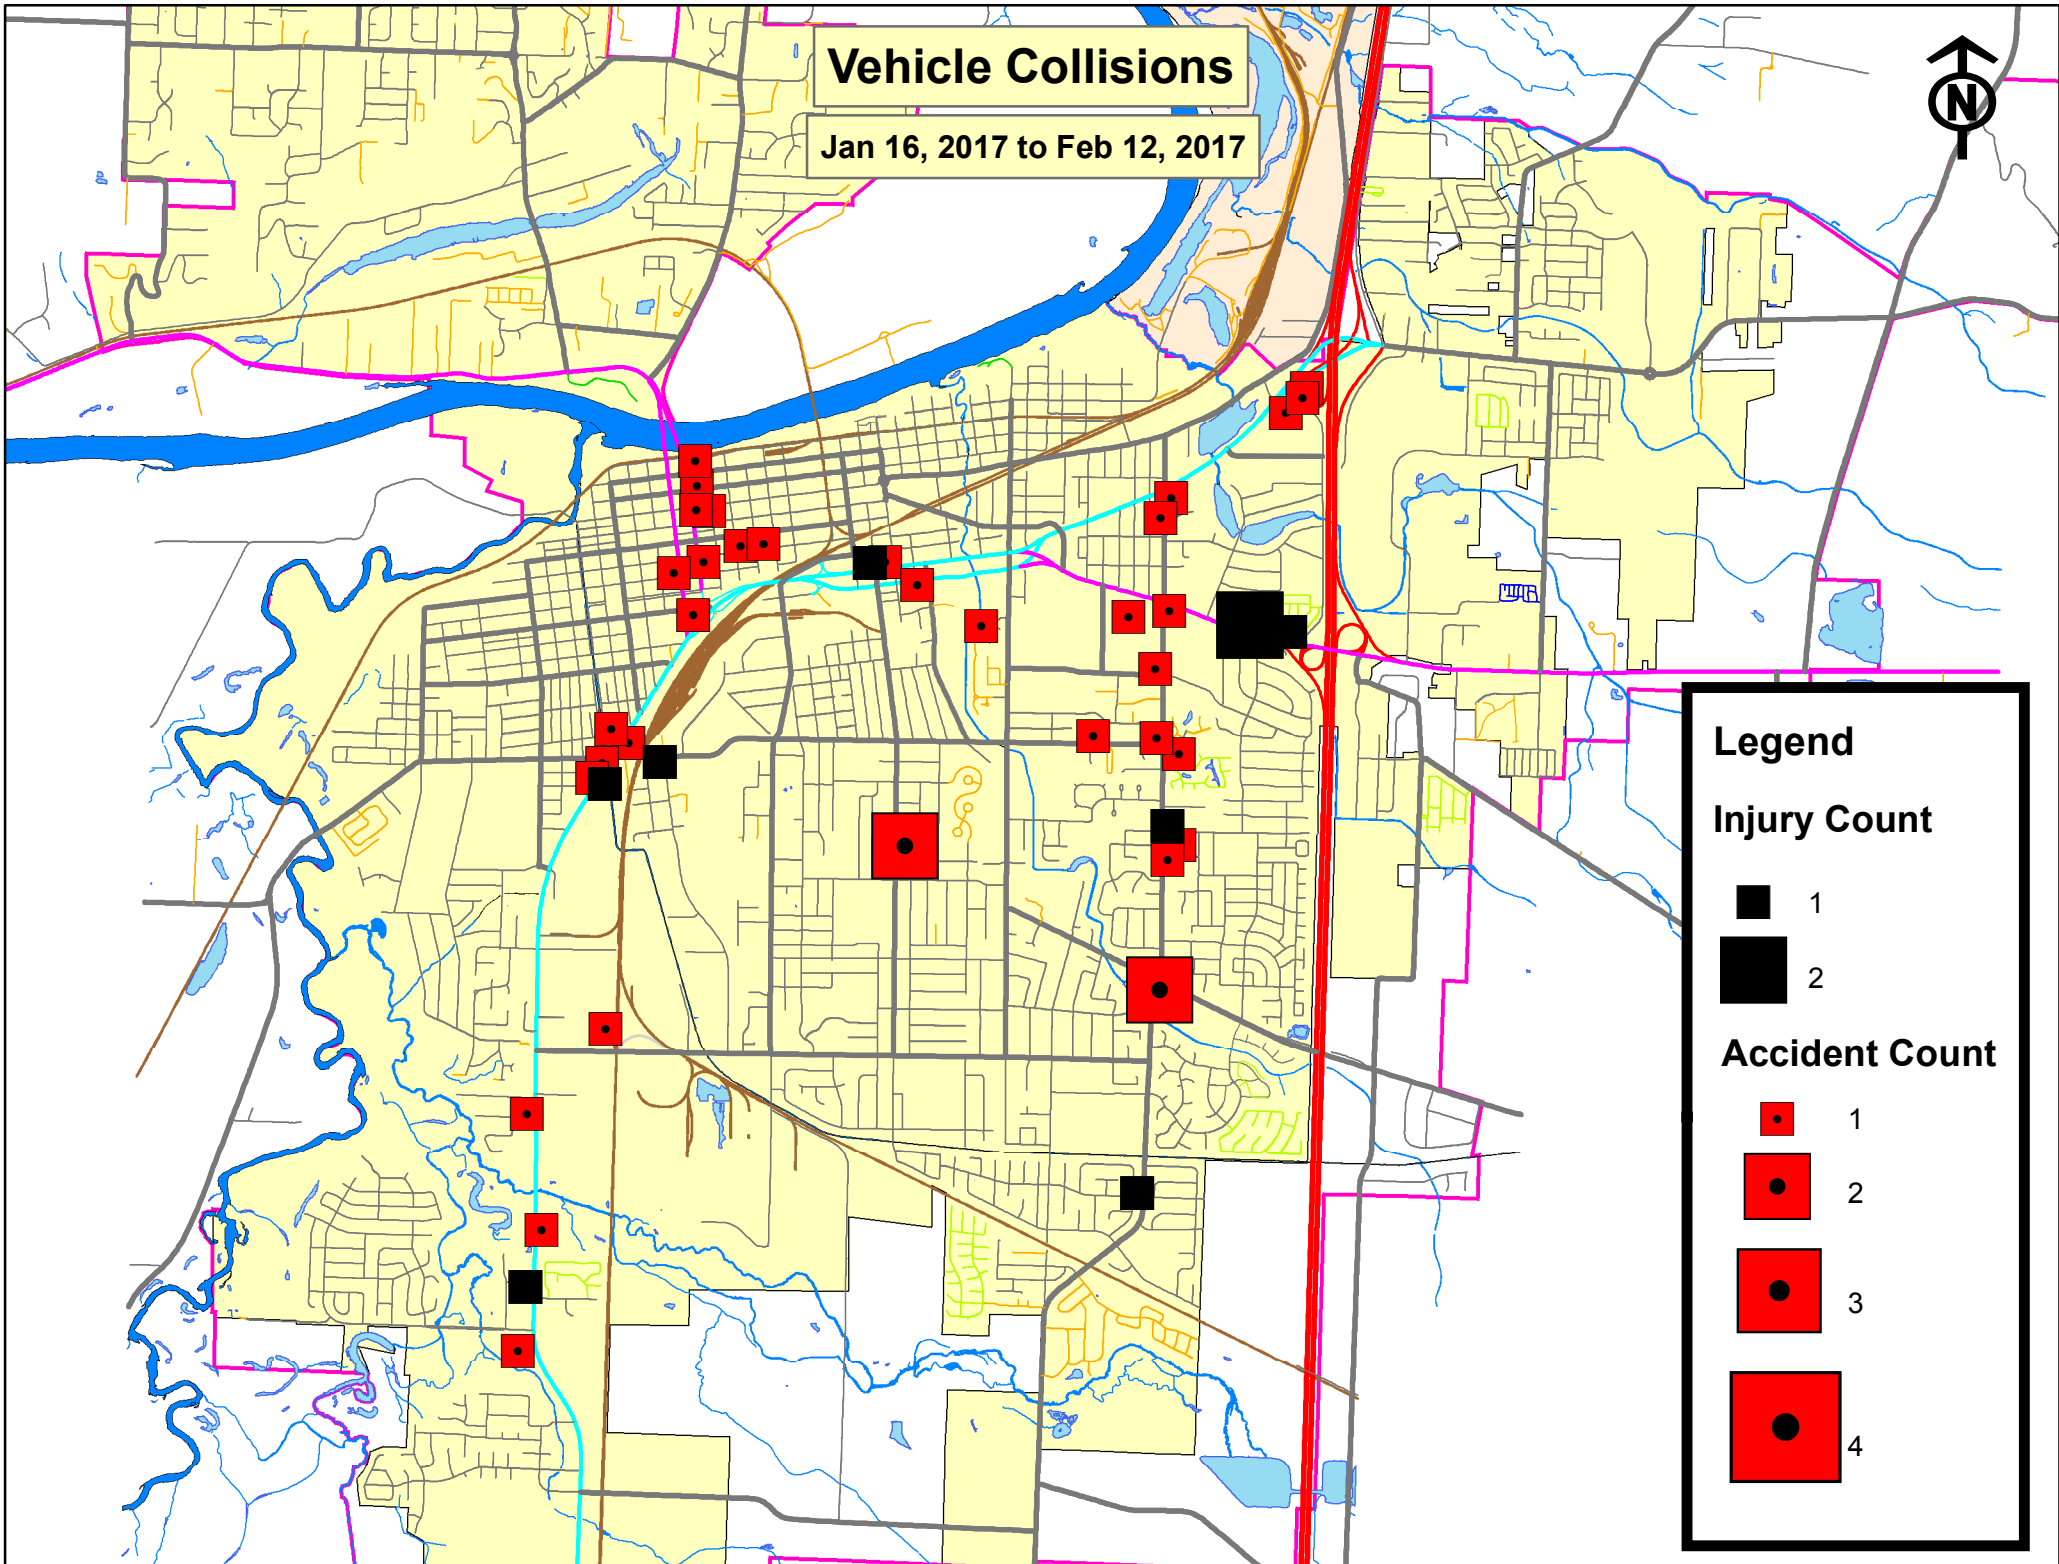 Vehicle Collisions
Jan 16, 2017 to Feb 12, 2017
N
Legend
Injury Count
1
2
Accident Count
1
2
3
4